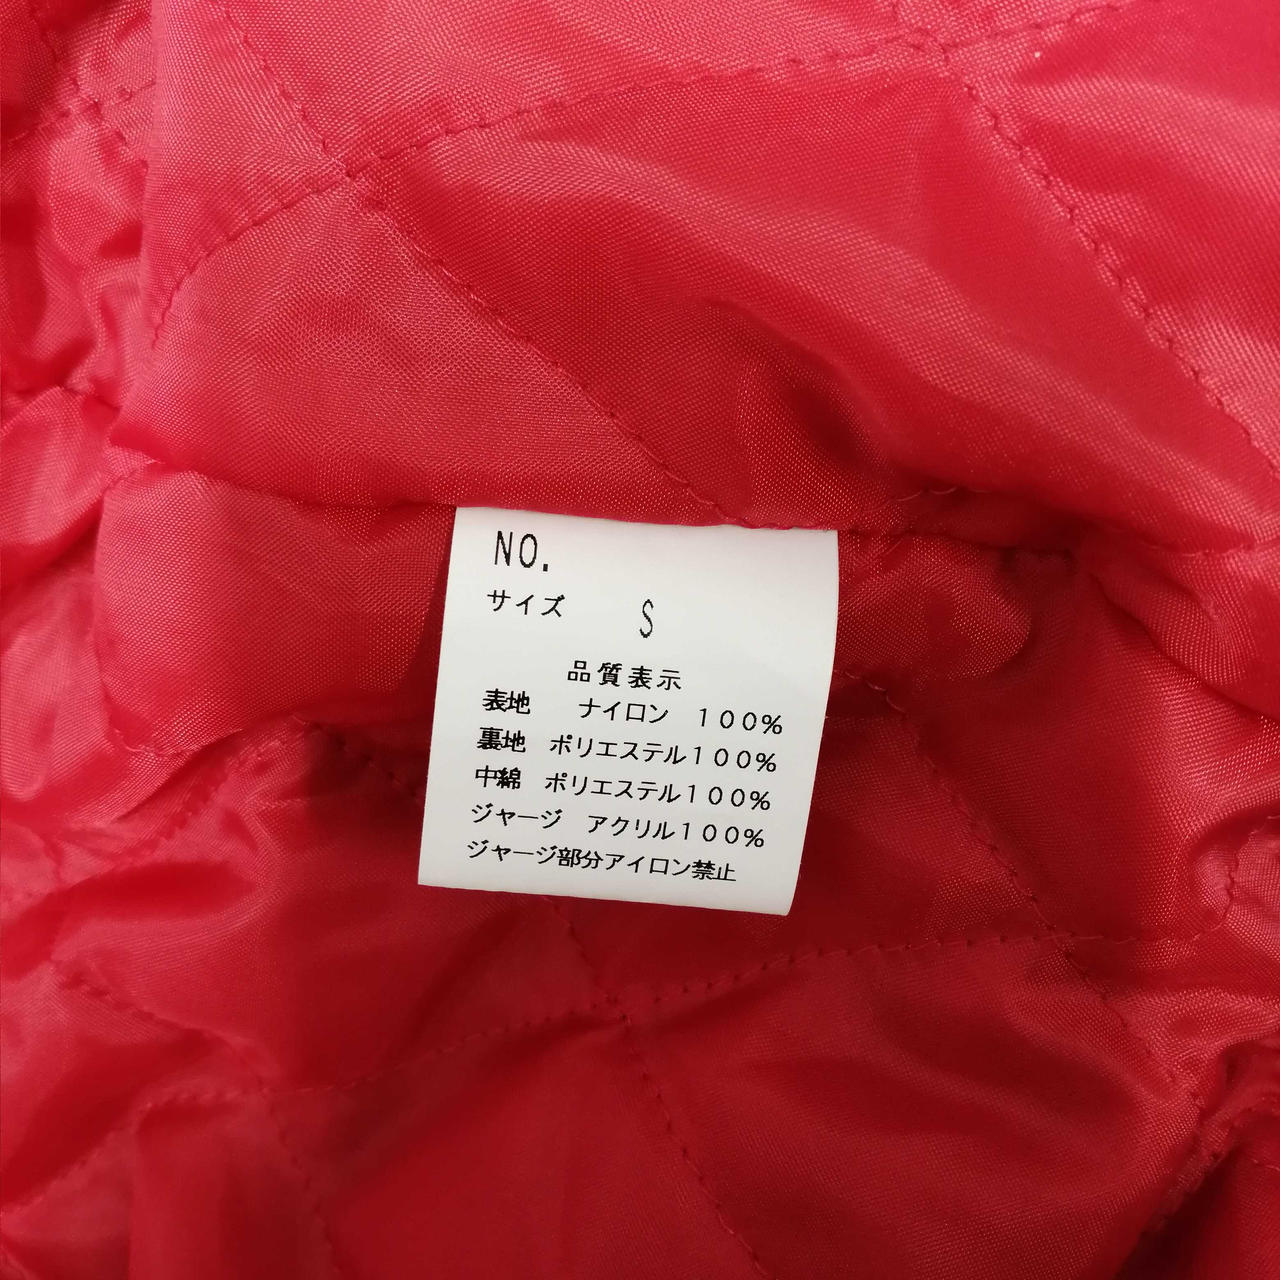 NO.
サイズ S
品質表示
表地 ナイロン 100%
裏地 ポリエステル100%
中綿 ポリエステル100%
ジャージ アクリル100%
ジャージ部分アイロン禁止